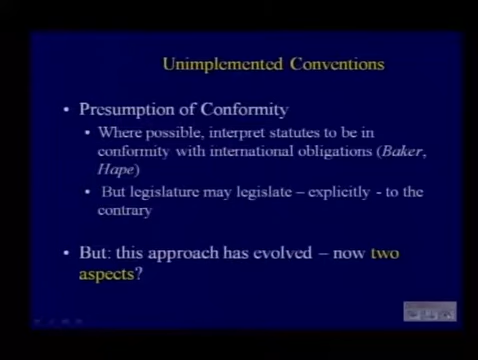 Unimplemented Conventions
• Presumption of Conformity
- Where possible, interpret statutes to be in
conformity with international obligations (Baker,
Hape)
- But legislature may legislate – explicitly - to the
contrary
• But: this approach has evolved – now two
aspects?